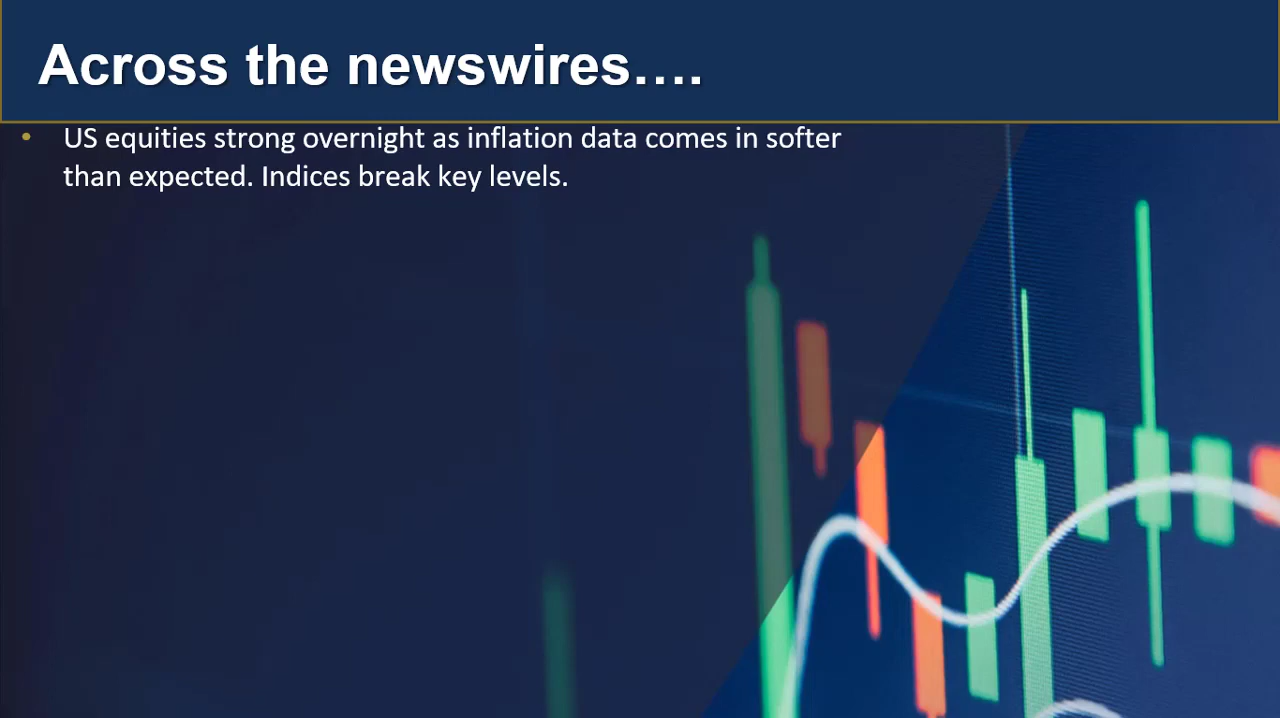 Across the newswires….
• US equities strong overnight as inflation data comes in softer
than expected. Indices break key levels.